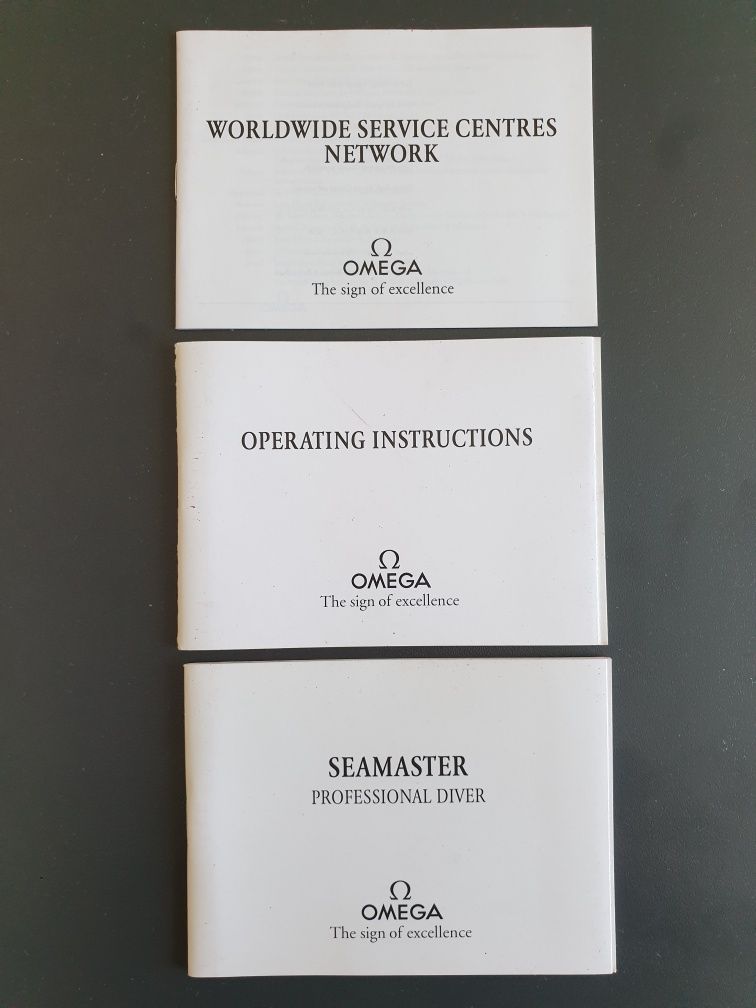 WORLDWIDE SERVICE CENTRES
NETWORK
Ω
OMEGA
The sign of excellence
OPERATING INSTRUCTIONS
Ω
OMEGA
The sign of excellence
SEAMASTER
PROFESSIONAL DIVER
Ω
OMEGA
The sign of excellence